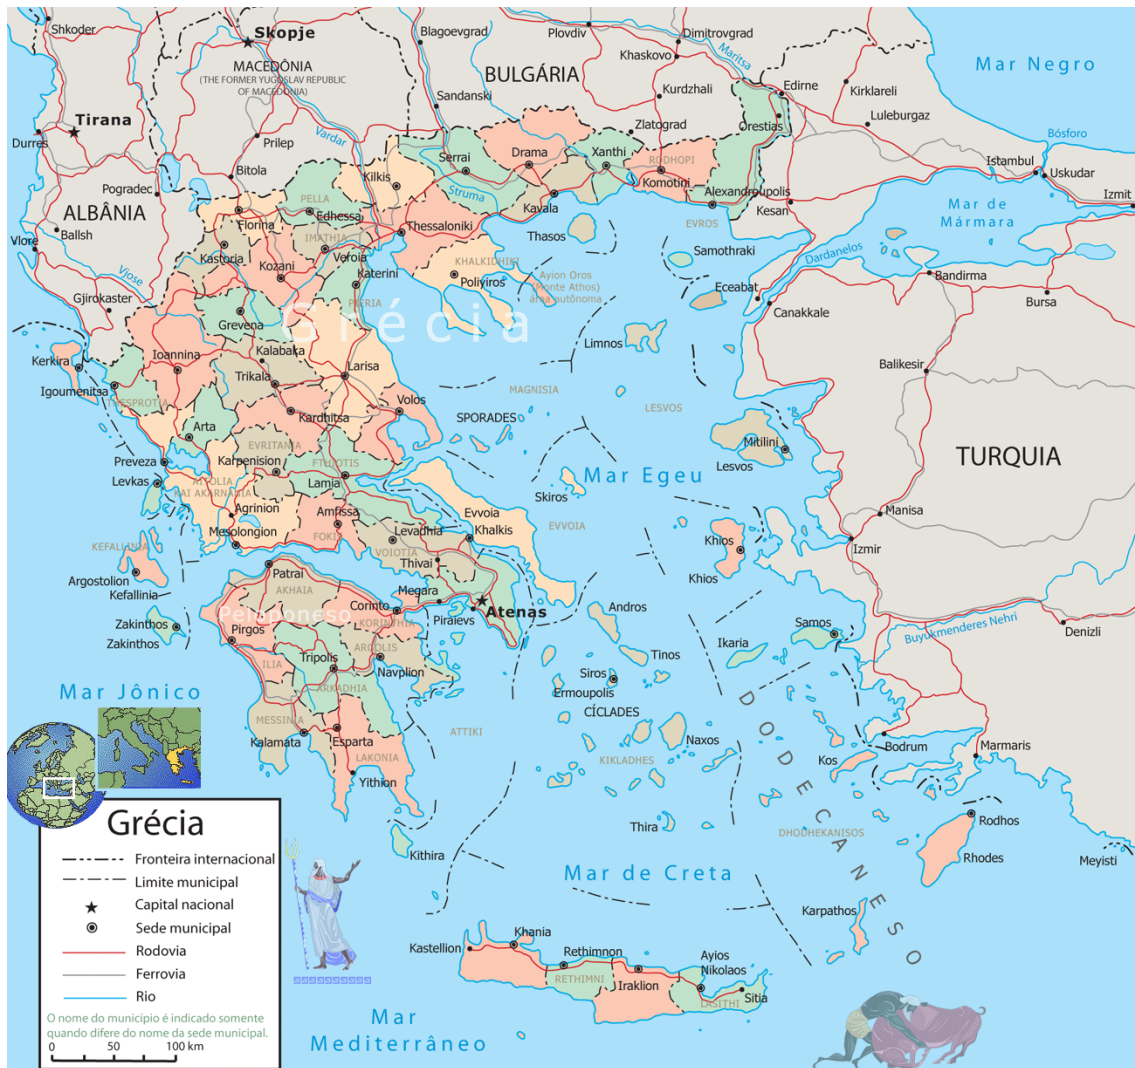 Shkoder
Skopje
MACEDÔNIA
(THE FORMER YUGOSLAV REPUBLIC
OF MACEDONIA)
Blagoevgrad
Plovdiv
Dimitrovgrad
Maritsa
Khaskovo
BULGÁRIA
Mar Negro
Kurdzhali
Edirne
Kirklareli
Sandanski
Luleburgaz
Tirana
Durres
Vardar
Prilep
Zlatograd
Orestias
Bósforo
Serrai
Drama
Xanthi
RODHOPI
Istambul
Uskudar
Bitola
Kilkis
Komotini
Izmit
Pogradec
PELLA
Struma
Kavala
Alexandroupolis
Kesan
Mar de
Mármara
ALBÂNIA
Florina
Edhessa
Thessaloniki
EVROS
Ballsh
Vlore
IMATHIA
Thasos
Kastoria
Veroia
Samothraki
Dardanelos
Kozani
KHALKIDHIKI
Vjose
Katerini
Poliyiros
Ayion Oros
(Monte Athos)
área autônoma
Bandirma
Eceabat
Gjirokaster
PIERIA
Bursa
Canakkale
Grevena
Grécia
Limnos
Kerkira
Ioannina
Kalabaka
Igoumenitsa
Trikala
Larisa
Balikesir
THESPROTIA
MAGNISIA
Volos
LESVOS
Kardhitsa
SPORADES
Arta
EVRITANIA
Mitilini
TURQUIA
Preveza
Karpenision
FTHIOTIS
Lesvos
Levkas
AITOLIA
KAI AKARNANIA
Lamia
Mar Egeu
Skiros
Agrinion
Amfissa
Evvoia
Manisa
Khalkis
EVVOIA
Mesolongion
FOKIS
Levadhia
Khios
KEFALLINIA
VOIOTIA
Izmir
Thivai
Argostolion
Patrai
Khios
Kefallinia
AKHAIA
Megara
Corinto
Atenas
Andros
Peloponeso
Piraievs
Zakinthos
KORINTHIA
Samos
Buyukmenderes Nehri
Denizli
Pirgos
Ikaria
Zakinthos
ARGOLIS
Tinos
ILIA
Tripolis
Navplion
Siros
Mar Jônico
ARKADHIA
Ermoupolis
CÍCLADES
DODECANESO
MESSINIA
ATTIKI
Kalamata
Esparta
Naxos
Bodrum
Marmaris
LAKONIA
KIKLADHES
Kos
Yithion
Thira
Rodhos
DHODHEKANISOS
Kithira
Rhodes
Meyisti
Mar de Creta
Karpathos
Khania
Kastellion
Rethimnon
Ayios
Nikolaos
RETHIMNI
Iraklion
LASITHI
Sitia
Mar
Mediterrâneo
Grécia
Fronteira internacional
Limite municipal
Capital nacional
Sede municipal
Rodovia
Ferrovia
Rio
O nome do município é indicado somente
quando difere do nome da sede municipal.
0 50 100 km